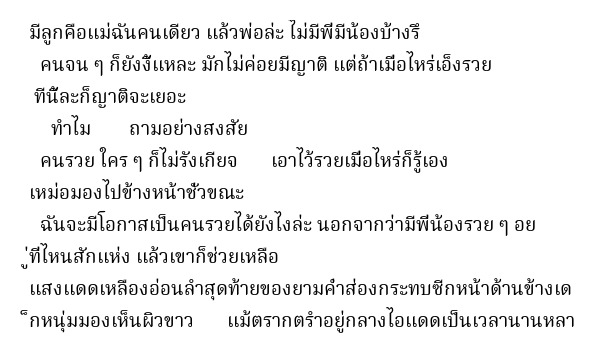 มีลูกคือแม่ฉันคนเดียว แล้วพ่อล่ะ ไม่มีพี่มีน้องบ้างรึ
คนจน ๆ ก็ยังงี้แหละ มักไม่ค่อยมีญาติ แต่ถ้าเมื่อไหร่เอ็งรวย
ทีนี้ละก็ญาติจะเยอะ
ทำไม ถามอย่างสงสัย
คนรวย ใคร ๆ ก็ไม่รังเกียจ เอาไว้รวยเมื่อไหร่ก็รู้เอง
เหม่อมองไปข้างหน้าชั่วขณะ
ฉันจะมีโอกาสเป็นคนรวยได้ยังไงล่ะ นอกจากว่ามีพี่น้องรวย ๆ อย
ู่ที่ไหนสักแห่ง แล้วเขาก็ช่วยเหลือ
แสงแดดเหลืองอ่อนลำสุดท้ายของยามค่ำส่องกระทบซีกหน้าด้านข้างเด
็กหนุ่มมองเห็นผิวขาว แม้ตรากตรำอยู่กลางไอแดดเป็นเวลานานหลา